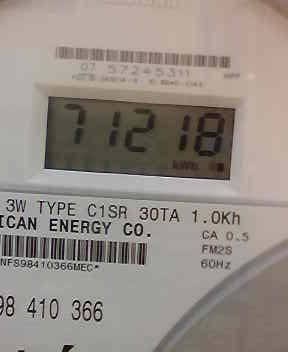 07 57245311
71218
kWh
3W TYPE C1SR 30TA 1.0Kh
ICAN ENERGY CO.
CA 0.5
FM2S
60Hz
NFS98410366MEC*
98 410 366